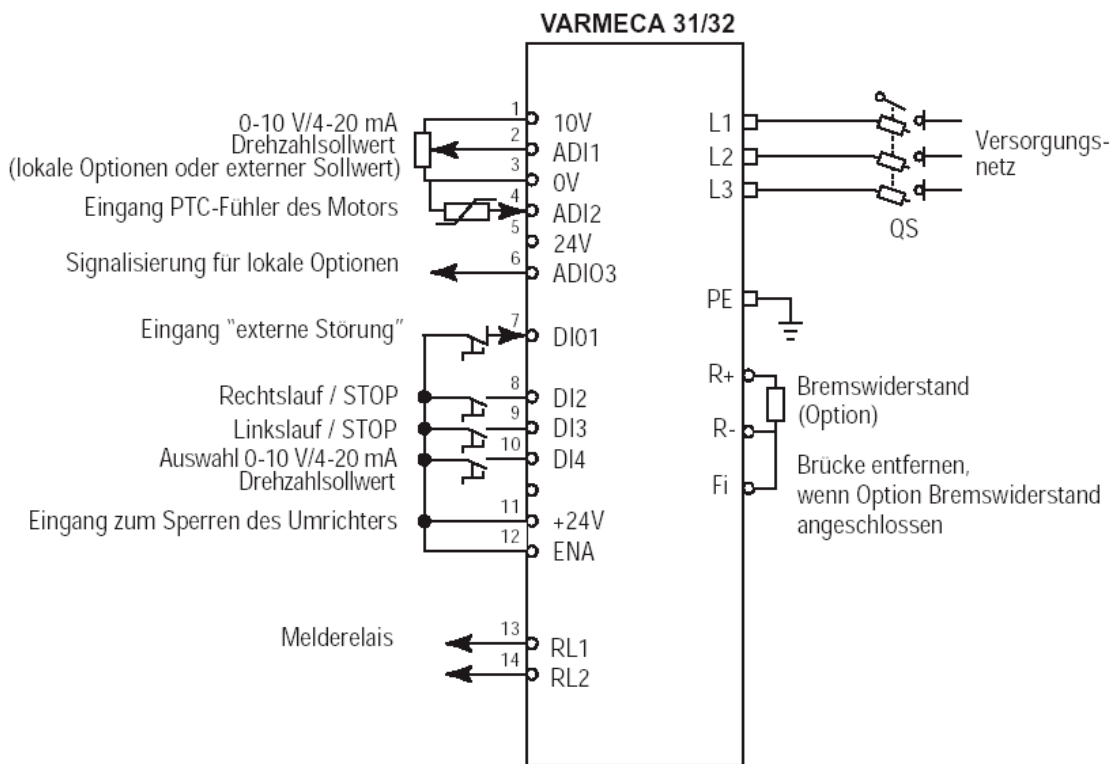 VARMECA 31/32
0-10 V/4-20 mA
Drehzahlsollwert
(lokale Optionen oder externer Sollwert)
Eingang PTC-Fühler des Motors
Signalisierung für lokale Optionen
Eingang "externe Störung"
Rechtslauf / STOP
Linkslauf / STOP
Auswahl 0-10 V/4-20 mA
Drehzahlsollwert
Eingang zum Sperren des Umrichters
Melderelais
1 10V
2 ADI1
3 0V
4 ADI2
5 24V
6 ADIO3
7 DI01
8 DI2
9 DI3
10 DI4
11 +24V
12 ENA
13 RL1
14 RL2
L1
L2
L3
QS
Versorgungs-
netz
PE
R+
R-
Fi
Bremswiderstand
(Option)
Brücke entfernen,
wenn Option Bremswiderstand
angeschlossen